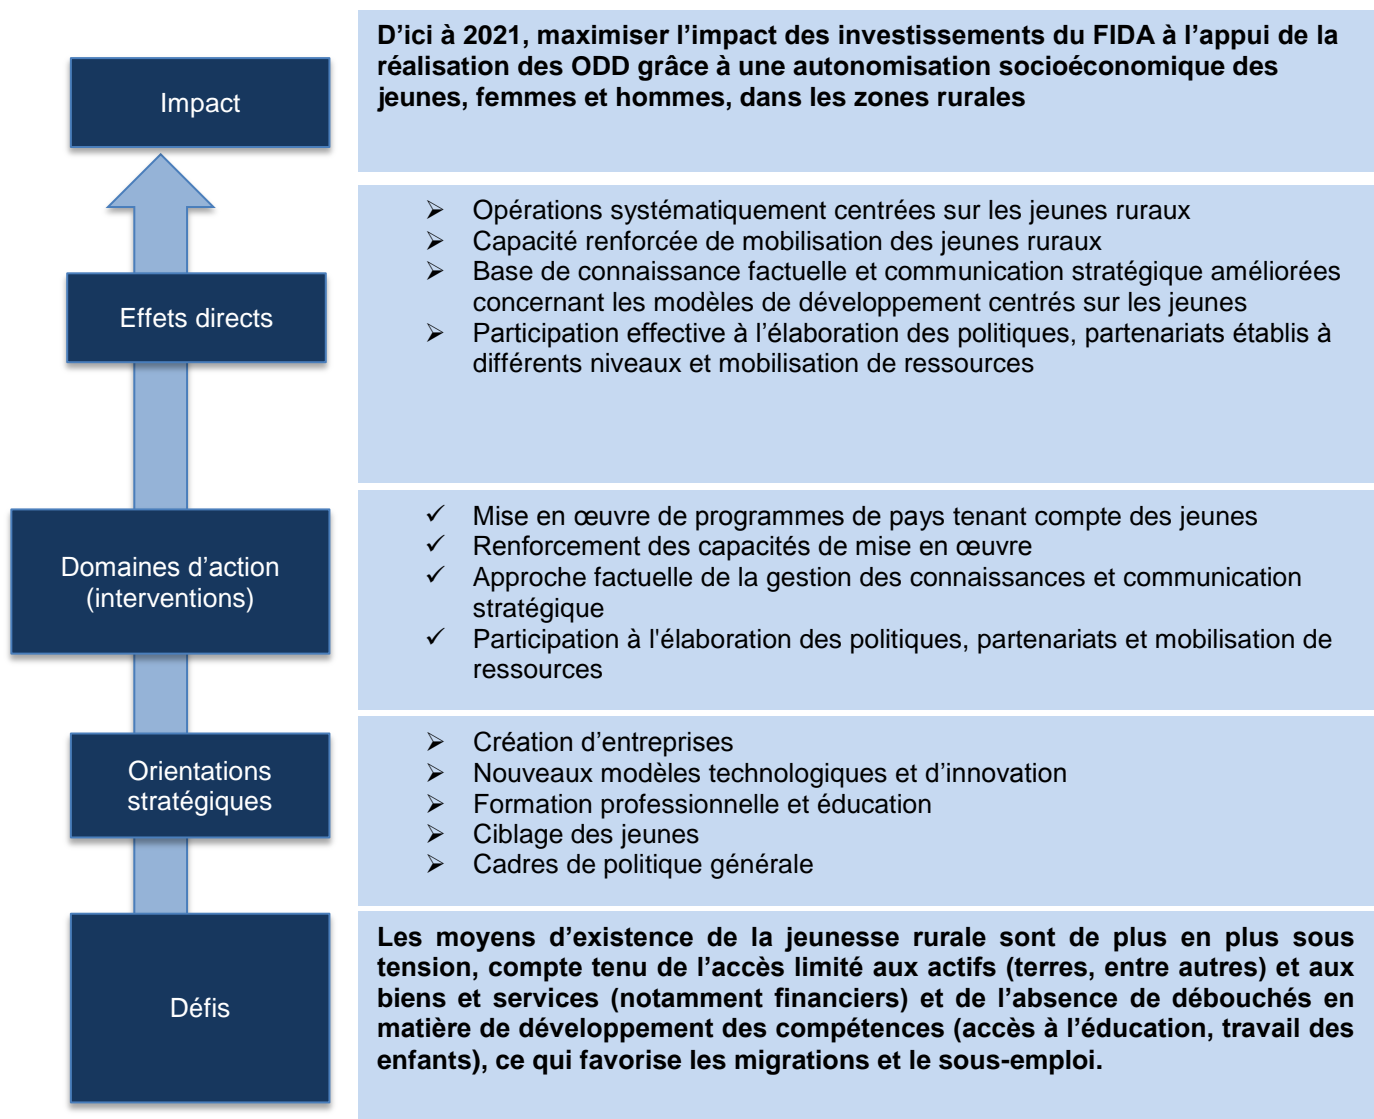 Impact
D’ici à 2021, maximiser l’impact des investissements du FIDA à l’appui de la
réalisation des ODD grâce à une autonomisation socioéconomique des
jeunes, femmes et hommes, dans les zones rurales
Effets directs
➢ Opérations systématiquement centrées sur les jeunes ruraux
➢ Capacité renforcée de mobilisation des jeunes ruraux
➢ Base de connaissance factuelle et communication stratégique améliorées
concernant les modèles de développement centrés sur les jeunes
➢ Participation effective à l’élaboration des politiques, partenariats établis à
différents niveaux et mobilisation de ressources
Domaines d’action
(interventions)
✓ Mise en œuvre de programmes de pays tenant compte des jeunes
✓ Renforcement des capacités de mise en œuvre
✓ Approche factuelle de la gestion des connaissances et communication
stratégique
✓ Participation à l'élaboration des politiques, partenariats et mobilisation de
ressources
Orientations
stratégiques
➢ Création d’entreprises
➢ Nouveaux modèles technologiques et d’innovation
➢ Formation professionnelle et éducation
➢ Ciblage des jeunes
➢ Cadres de politique générale
Défis
Les moyens d’existence de la jeunesse rurale sont de plus en plus sous
tension, compte tenu de l’accès limité aux actifs (terres, entre autres) et aux
biens et services (notamment financiers) et de l’absence de débouchés en
matière de développement des compétences (accès à l’éducation, travail des
enfants), ce qui favorise les migrations et le sous-emploi.